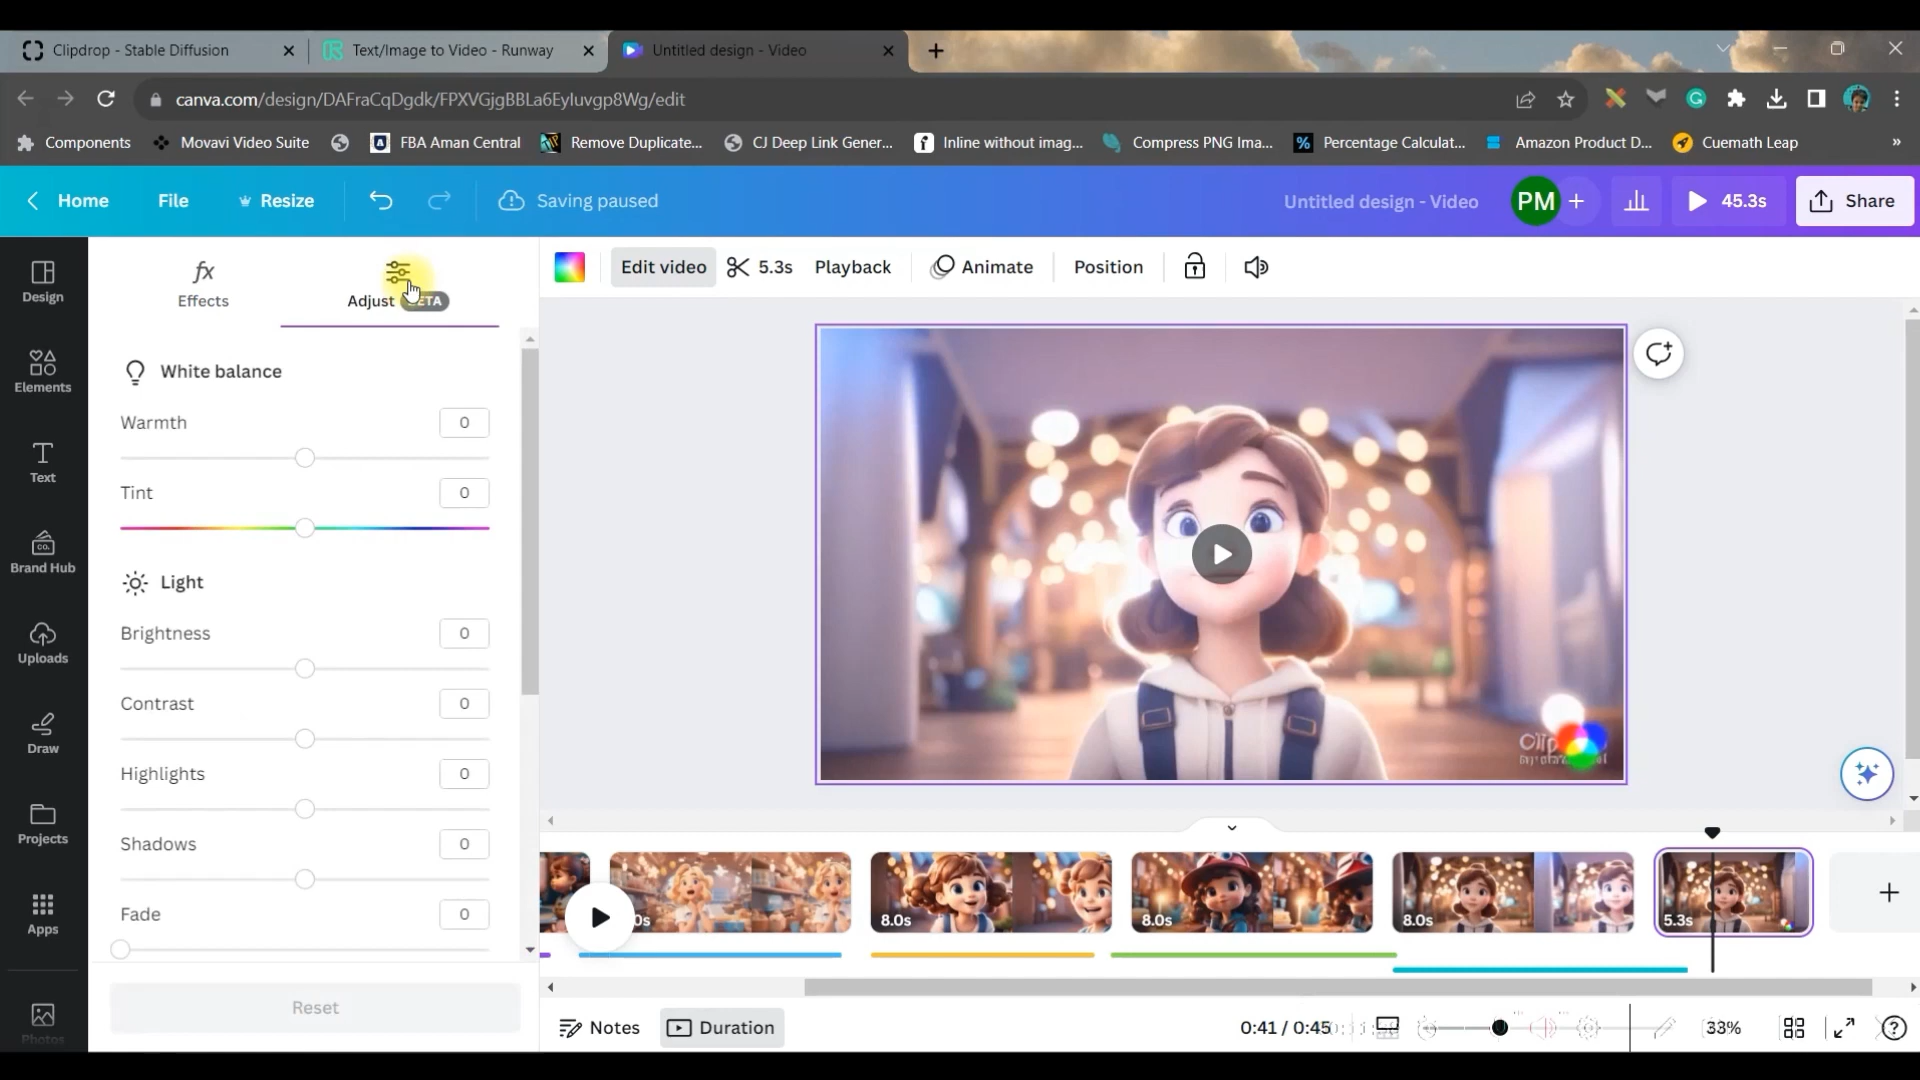 Clipdrop - Stable Diffusion
Text/Image to Video - Runway
Untitled design - Video
canva.com/design/DAFraCqDgdk/FPXVGjgBBLa6EyIuvgp8Wg/edit
Components
Movavi Video Suite
FBA Aman Central
Remove Duplicate...
CJ Deep Link Gener...
Inline without imag...
Compress PNG Ima...
Percentage Calculat...
Amazon Product D...
Cuemath Leap
»
Home
File
Resize
Saving paused
Untitled design - Video
PM
45.3s
Share
Design
Elements
Text
Brand Hub
Uploads
Draw
Projects
Apps
Photos
fx
Effects
Adjust
White balance
Warmth 0
Tint 0
Light
Brightness 0
Contrast 0
Highlights 0
Shadows 0
Fade 0
Reset
Edit video
5.3s
Playback
Animate
Position
8.0s
8.0s
8.0s
5.3s
Notes
Duration
0:41 / 0:45
33%